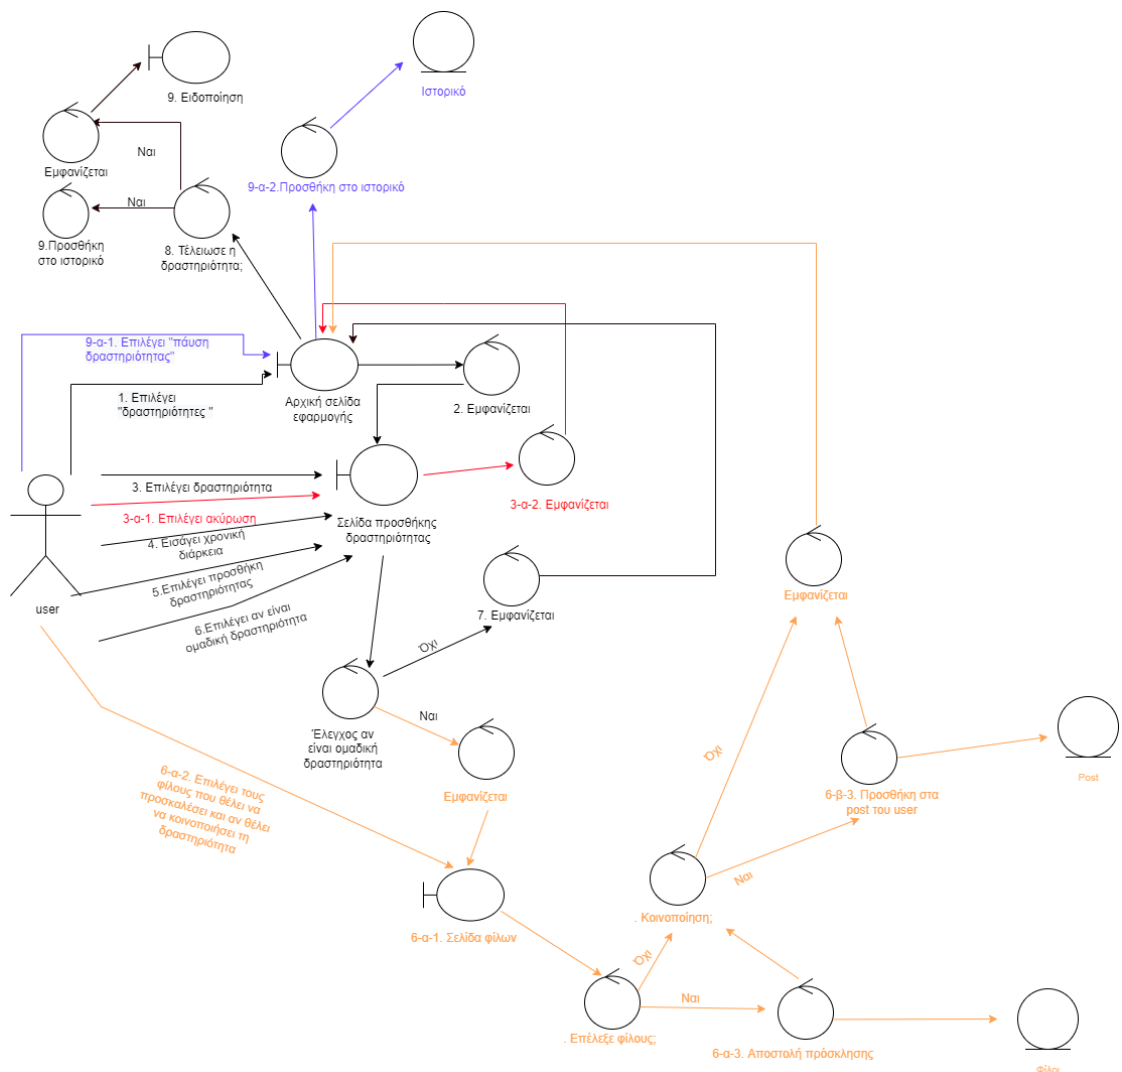 Ιστορικό
9. Ειδοποίηση
Ναι
Εμφανίζεται
9-α-2.Προσθήκη στο ιστορικό
Ναι
9.Προσθήκη
στο ιστορικό
8. Τέλειωσε η
δραστηριότητα;
9-α-1. Επιλέγει "πάυση
δραστηριότητας"
1. Επιλέγει
"δραστηριότητες "
Αρχική σελίδα
εφαρμογής
2. Εμφανίζεται
3. Επιλέγει δραστηριότητα
3-α-1. Επιλέγει ακύρωση
3-α-2. Εμφανίζεται
Σελίδα προσθήκης
δραστηριότητας
4. Εισάγει χρονική
διάρκεια
5.Επιλέγει προσθήκη
δραστηριότητας
6.Επιλέγει αν είναι
ομαδική δραστηριότητα
user
7. Εμφανίζεται
Εμφανίζεται
Όχι
Ναι
Έλεγχος αν
είναι ομαδική
δραστηριότητα
Εμφανίζεται
6-α-2. Επιλέγει τους
φίλους που θέλει να
προσκαλέσει και αν θέλει
να κοινοποιήσει τη
δραστηριότητα
Όχι
Post
6-β-3. Προσθήκη στα
post του user
Ναι
. Κοινοποίηση;
6-α-1. Σελίδα φίλων
Όχι
Ναι
. Επέλεξε φίλους;
6-α-3. Αποστολή πρόσκλησης
Φίλοι